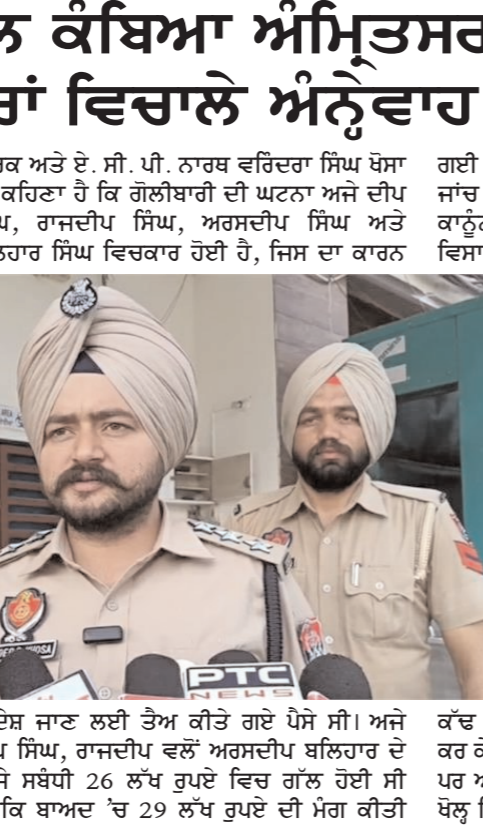 ਕੰਬਿਆ ਅੰਮ੍ਰਿਤਸਰ
ਵਿਚਾਲੇ ਅੰਨ੍ਹੇਵਾਹ
ਅਤੇ ਏ. ਸੀ. ਪੀ. ਨਾਰਥ ਵਰਿੰਦਰਾ ਸਿੰਘ ਖੋਸਾ
ਕਹਿਣਾ ਹੈ ਕਿ ਗੋਲੀਬਾਰੀ ਦੀ ਘਟਨਾ ਅਜੇ ਦੀਪ
ਰਾਜਦੀਪ ਸਿੰਘ, ਅਰਸਦੀਪ ਸਿੰਘ ਅਤੇ
ਸਿੰਘ ਵਿਚਕਾਰ ਹੋਈ ਹੈ, ਜਿਸ ਦਾ ਕਾਰਨ
PTC
NEWS
ਜਾਣ ਲਈ ਤੈਅ ਕੀਤੇ ਗਏ ਪੈਸੇ ਸੀ। ਅਜੇ
ਸਿੰਘ, ਰਾਜਦੀਪ ਵਲੋਂ ਅਰਸਦੀਪ ਬਲਿਹਾਰ ਦੇ
ਸਬੰਧੀ 26 ਲੱਖ ਰੁਪਏ ਵਿਚ ਗੱਲ ਹੋਈ ਸੀ
ਕਿ ਬਾਅਦ 'ਚ 29 ਲੱਖ ਰੁਪਏ ਦੀ ਮੰਗ ਕੀਤੀ
ਗਈ
ਜਾਂਚ
ਕੱਢ
ਕਰ
ਪਰ
ਖੋਲ੍ਹ